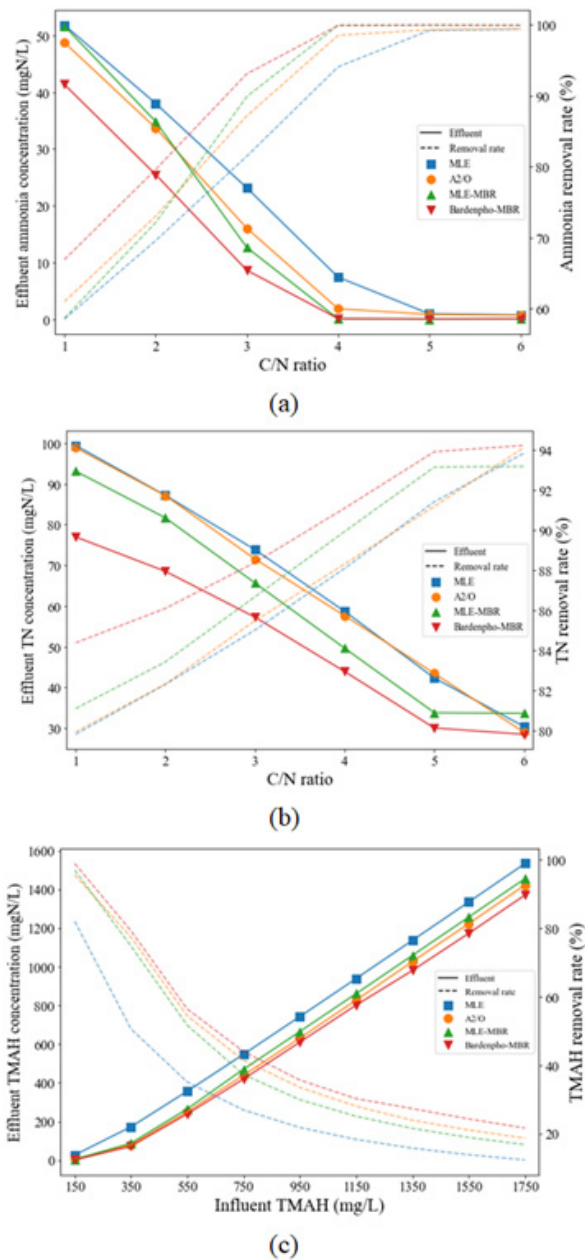 50
40
30
20
10
0
100
90
80
70
60
1 2 3 4 5 6
Effluent ammonia concentration (mgN/L)
Ammonia removal rate (%)
Effluent
Removal rate
MLE
A2/O
MLE-MBR
Bardenpho-MBR
C/N ratio
(a)
100
90
80
70
60
50
40
30
94
92
90
88
86
84
82
80
1 2 3 4 5 6
Effluent TN concentration (mgN/L)
TN removal rate (%)
Effluent
Removal rate
MLE
A2/O
MLE-MBR
Bardenpho-MBR
C/N ratio
(b)
1600
1400
1200
1000
800
600
400
200
0
100
80
60
40
20
150 350 550 750 950 1150 1350 1550 1750
Effluent TMAH concentration (mgN/L)
TMAH removal rate (%)
Effluent
Removal rate
MLE
A2/O
MLE-MBR
Bardenpho-MBR
Influent TMAH (mg/L)
(c)